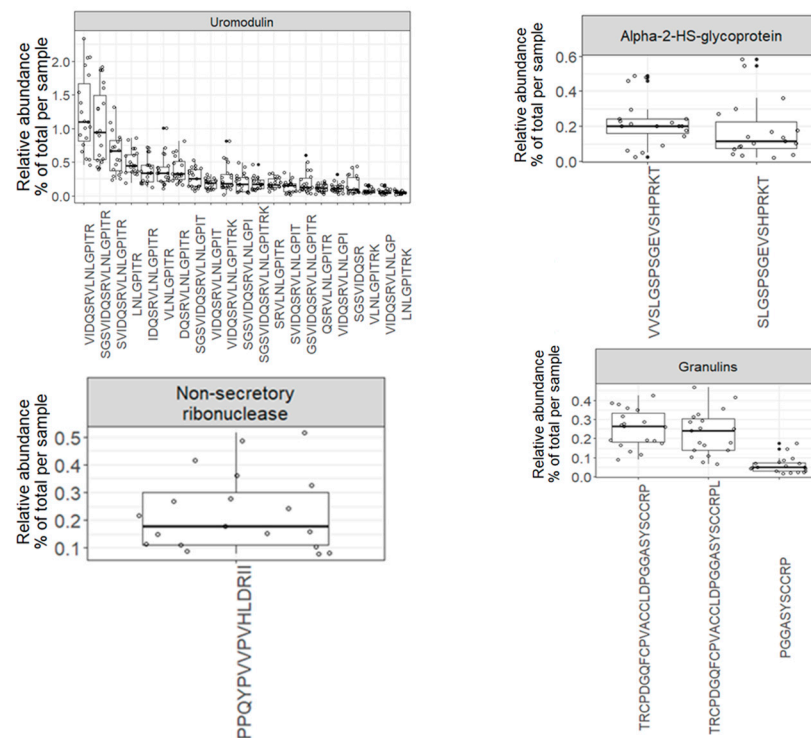 Uromodulin
Relative abundance
% of total per sample
2.0
1.5
1.0
0.5
0.0
VIDQSRVLNLGPITR
SGSVIDQSRVLNLGPITR
SVIDQSRVLNLGPITR
LNLGPITR
IDQSRVLNLGPITR
VLNLGPITR
DQSRVLNLGPITR
SGSVIDQSRVLNLGPIT
VIDQSRVLNLGPIT
VIDQSRVLNLGPITRK
SGSVIDQSRVLNLGPI
SGSVIDQSRVLNLGPITRK
SRVLNLGPITR
SVIDQSRVLNLGPIT
GSVIDQSRVLNLGPITR
QSRVLNLGPITR
VIDQSRVLNLGPI
SGSVIDQSR
VLNLGPITRK
VIDQSRVLNLGP
LNLGPITRK
Alpha-2-HS-glycoprotein
Relative abundance
% of total per sample
0.6
0.4
0.2
0.0
VVSLGSPSGEVSHPRKT
SLGSPSGEVSHPRKT
Non-secretory
ribonuclease
Relative abundance
% of total per sample
0.5
0.4
0.3
0.2
0.1
PPQYPVVPVHLDRII
Granulins
Relative abundance
% of total per sample
0.4
0.3
0.2
0.1
0.0
TRCPDGQFCPVACCLDPGGASYSCCRP
TRCPDGQFCPVACCLDPGGASYSCCRPL
PGGASYSCCRP